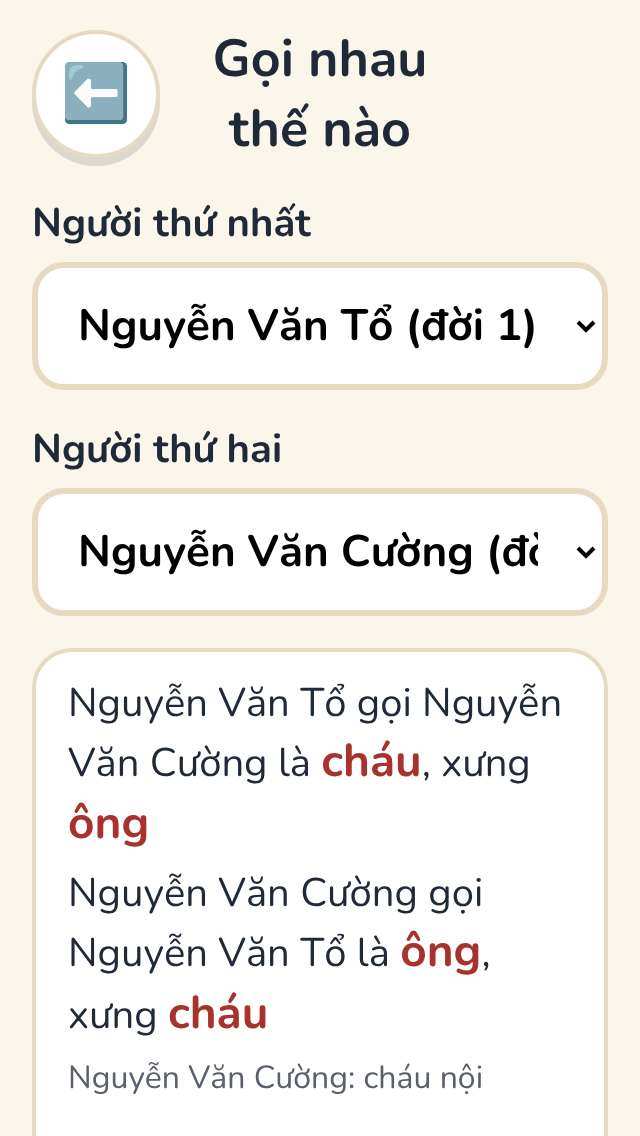 Gọi nhau
thế nào
Người thứ nhất
Nguyễn Văn Tổ (đời 1)
Người thứ hai
Nguyễn Văn Cường (đờ
Nguyễn Văn Tổ gọi Nguyễn
Văn Cường là cháu, xưng
ông
Nguyễn Văn Cường gọi
Nguyễn Văn Tổ là ông,
xưng cháu
Nguyễn Văn Cường: cháu nội